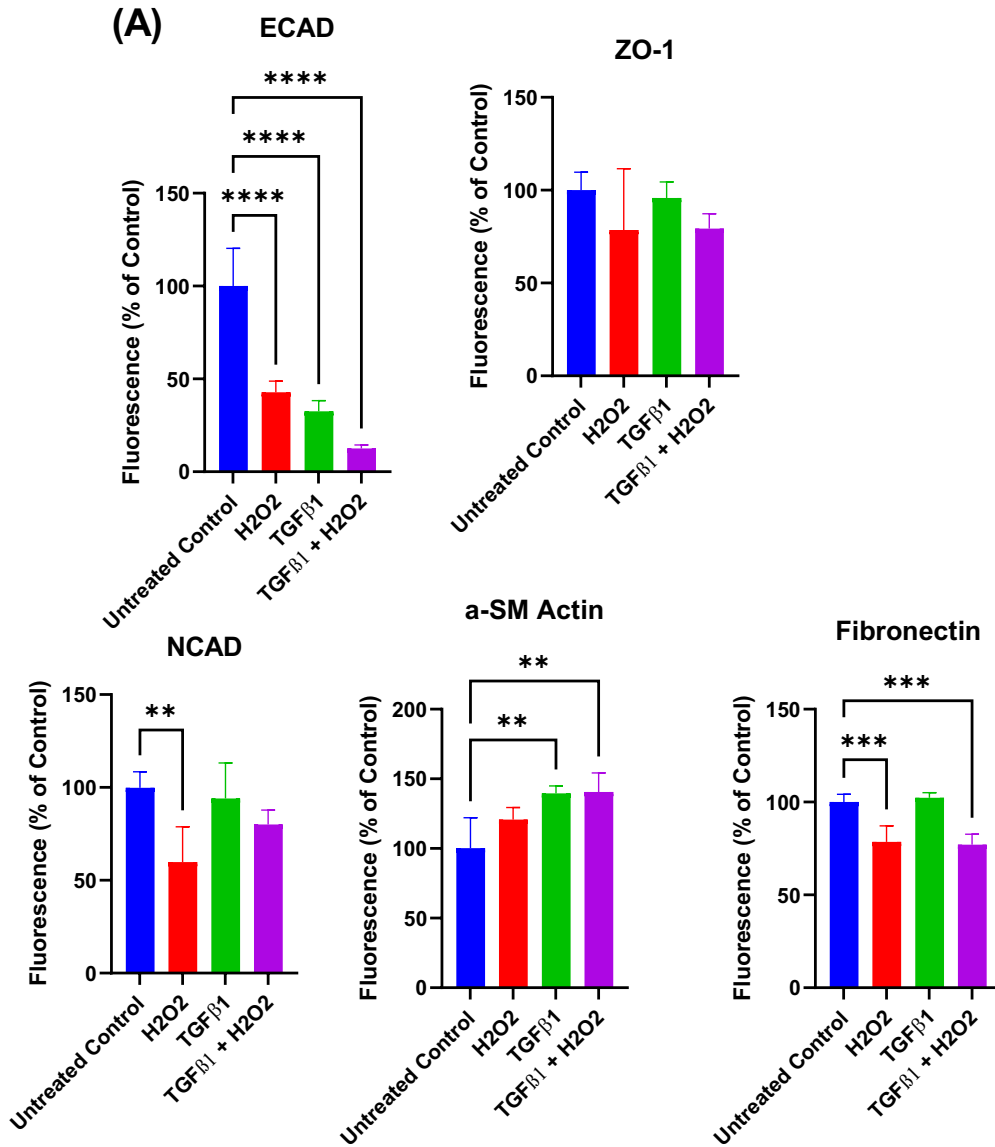 (A)
ECAD
****
****
****
Fluorescence (% of Control)
150
100
50
0
Untreated Control
H2O2
TGFβ1
TGFβ1 + H2O2
ZO-1
Fluorescence (% of Control)
150
100
50
0
Untreated Control
H2O2
TGFβ1
TGFβ1 + H2O2
NCAD
**
Fluorescence (% of Control)
150
100
50
0
Untreated Control
H2O2
TGFβ1
TGFβ1 + H2O2
a-SM Actin
**
**
Fluorescence (% of Control)
200
150
100
50
0
Untreated Control
H2O2
TGFβ1
TGFβ1 + H2O2
Fibronectin
***
***
Fluorescence (% of Control)
150
100
50
0
Untreated Control
H2O2
TGFβ1
TGFβ1 + H2O2